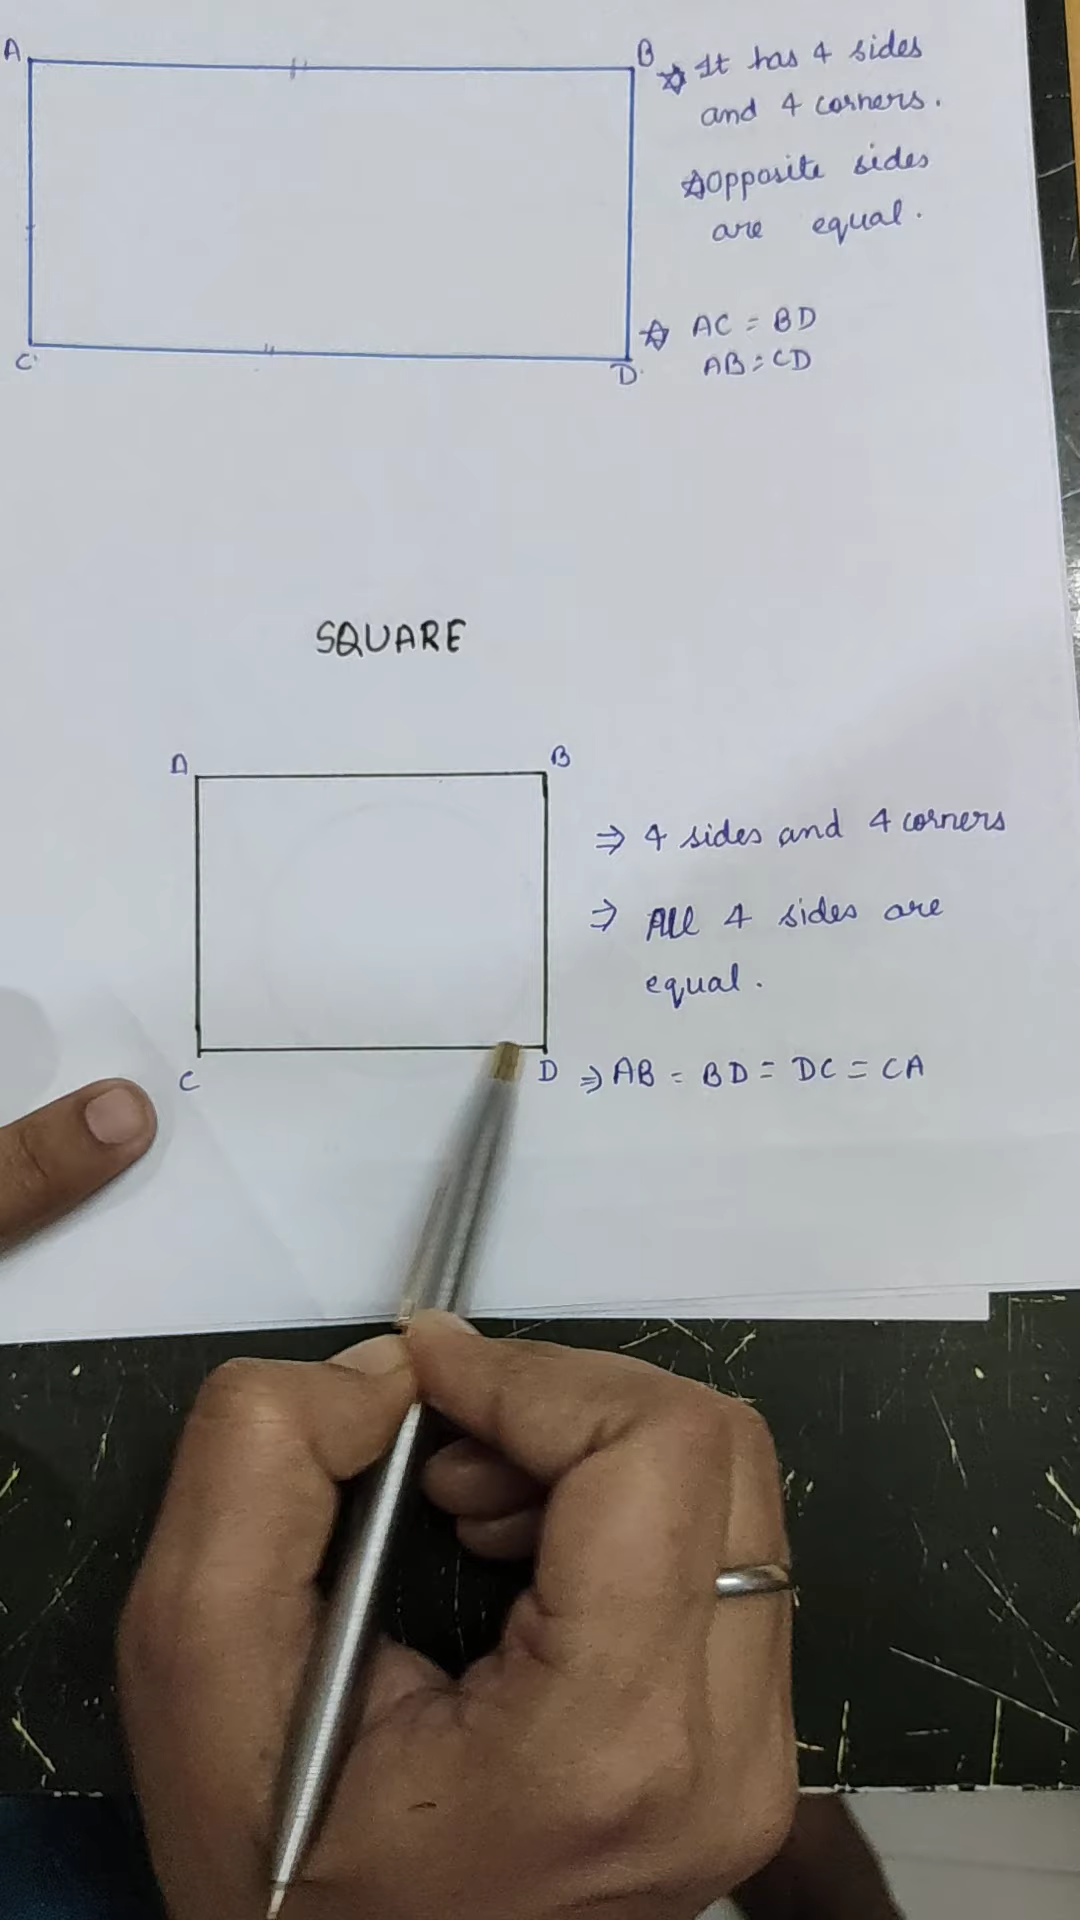 A
B
It has 4 sides
and 4 corners.
Opposite sides
are equal.
AC = BD
AB = CD
C
D
SQUARE
A
B
⇒ 4 sides and 4 corners
⇒ All 4 sides are
equal.
C
D
⇒ AB = BD = DC = CA